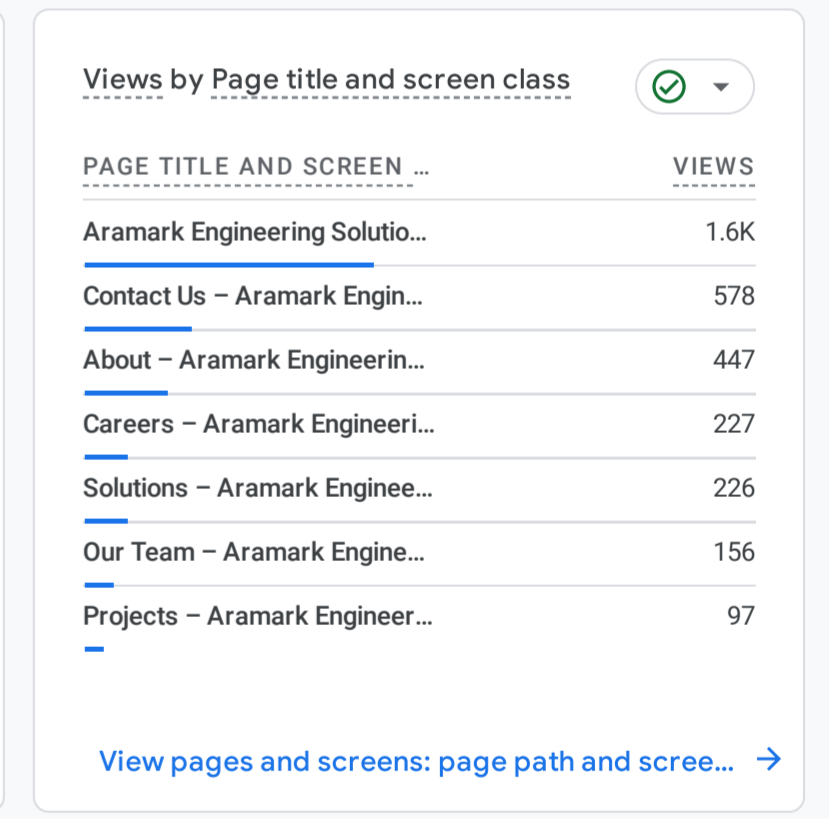 Views by Page title and screen class
PAGE TITLE AND SCREEN ... VIEWS
Aramark Engineering Solutio... 1.6K
Contact Us – Aramark Engin... 578
About – Aramark Engineerin... 447
Careers – Aramark Engineeri... 227
Solutions – Aramark Enginee... 226
Our Team – Aramark Engine... 156
Projects – Aramark Engineer... 97
View pages and screens: page path and scree...